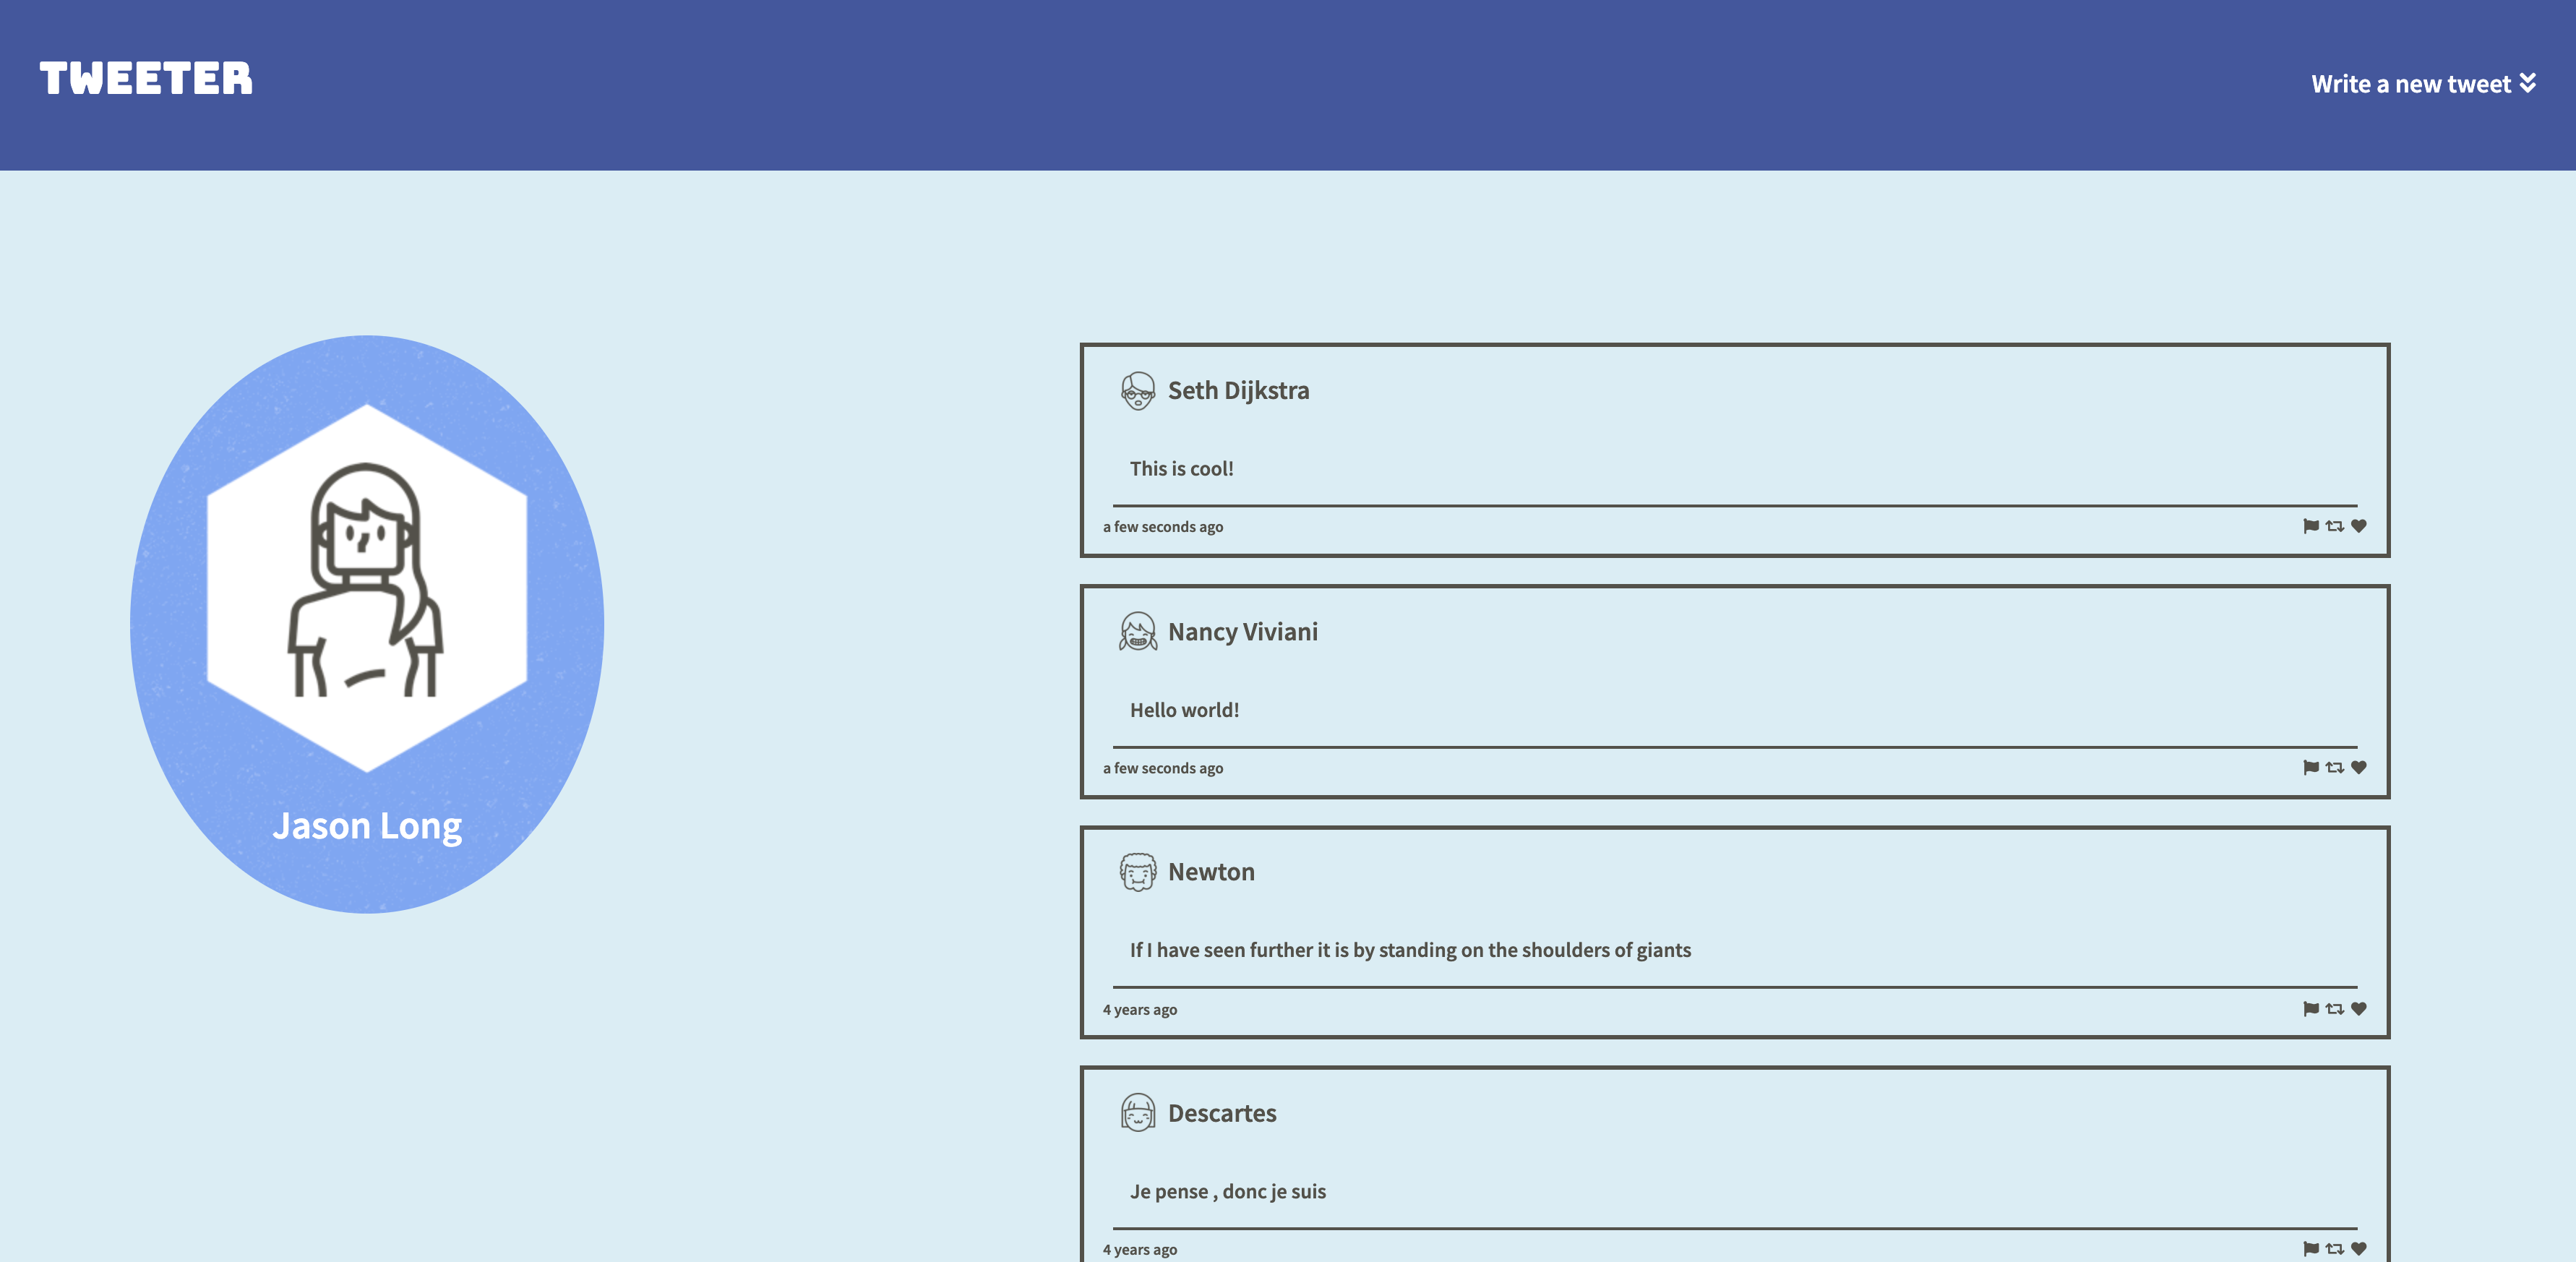 TWEETER
Write a new tweet
Jason Long
Seth Dijkstra
This is cool!
a few seconds ago
Nancy Viviani
Hello world!
a few seconds ago
Newton
If I have seen further it is by standing on the shoulders of giants
4 years ago
Descartes
Je pense , donc je suis
4 years ago